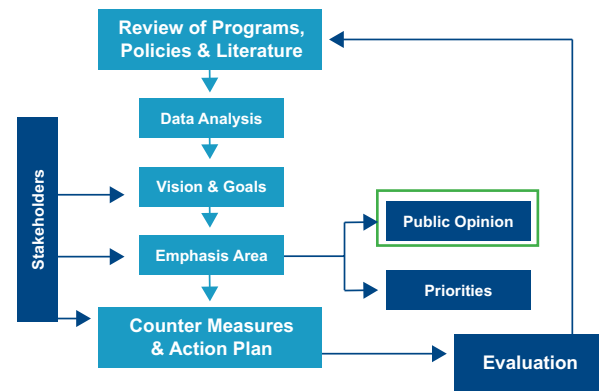 Review of Programs,
Policies & Literature
Data Analysis
Stakeholders
Vision & Goals
Public Opinion
Emphasis Area
Priorities
Counter Measures
& Action Plan
Evaluation